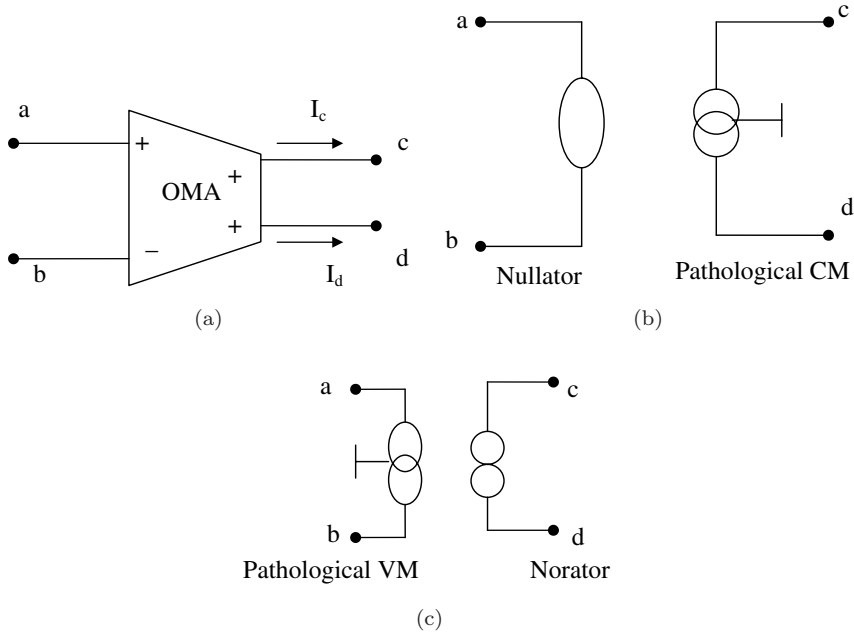 a
b
+
−
OMA
+
+
I_c
c
I_d
d
(a)
a
b
Nullator
c
d
Pathological CM
(b)
a
b
Pathological VM
c
d
Norator
(c)